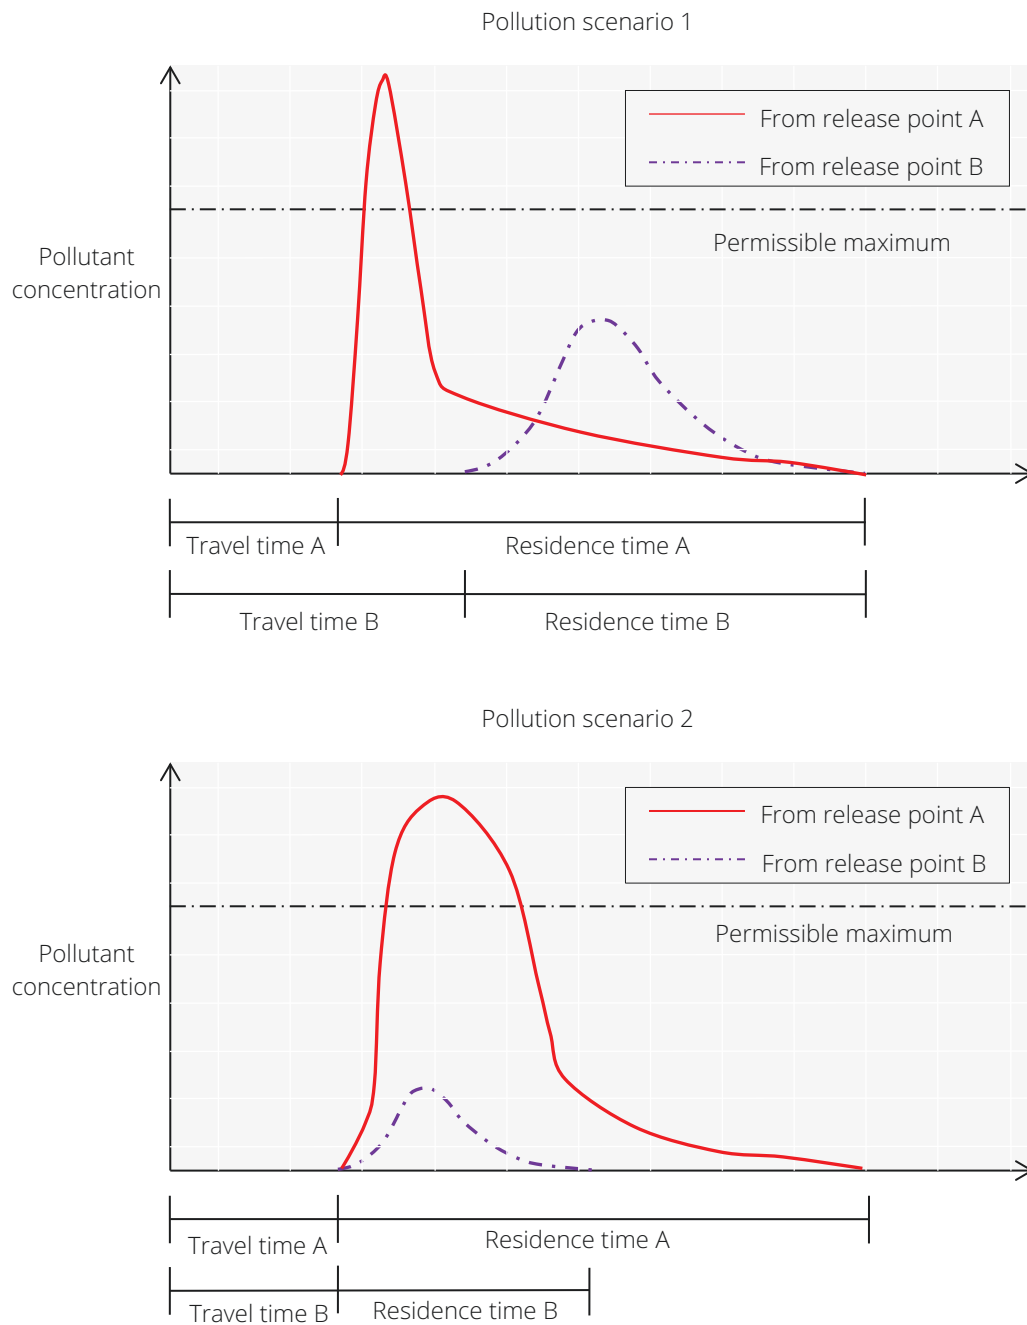 Pollution scenario 1
From release point A
From release point B
Permissible maximum
Pollutant
concentration
Travel time A
Residence time A
Travel time B
Residence time B
Pollution scenario 2
From release point A
From release point B
Permissible maximum
Pollutant
concentration
Travel time A
Residence time A
Travel time B
Residence time B